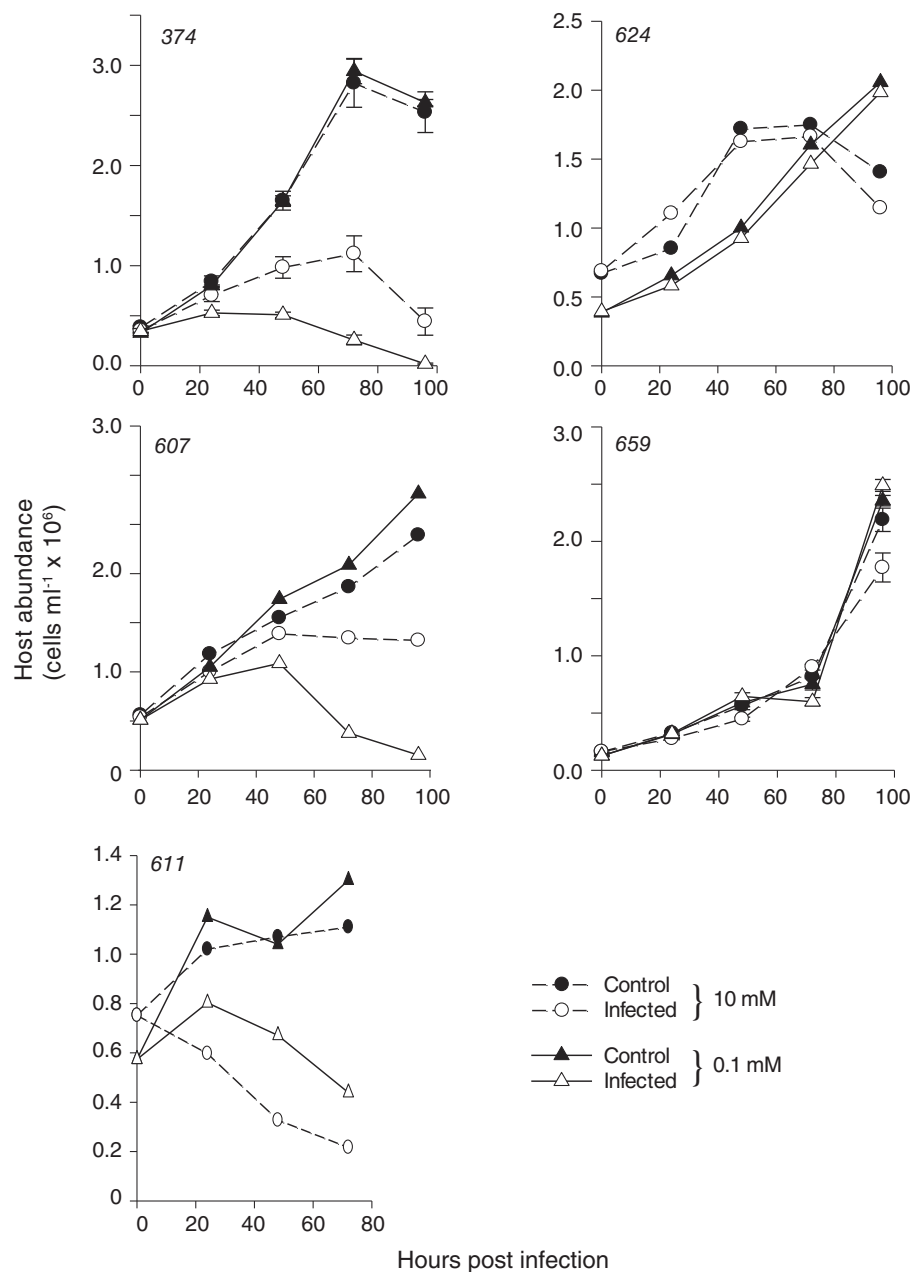 374
3.0
2.0
1.0
0.0
0 20 40 60 80 100
624
2.5
2.0
1.5
1.0
0.5
0.0
0 20 40 60 80 100
607
3.0
2.0
1.0
0
0 20 40 60 80 100
659
3.0
2.0
1.0
0.0
0 20 40 60 80 100
Host abundance
(cells ml⁻¹ x 10⁶)
611
1.4
1.2
1.0
0.8
0.6
0.4
0.2
0
0 20 40 60 80
Control
Infected } 10 mM
Control
Infected } 0.1 mM
Hours post infection